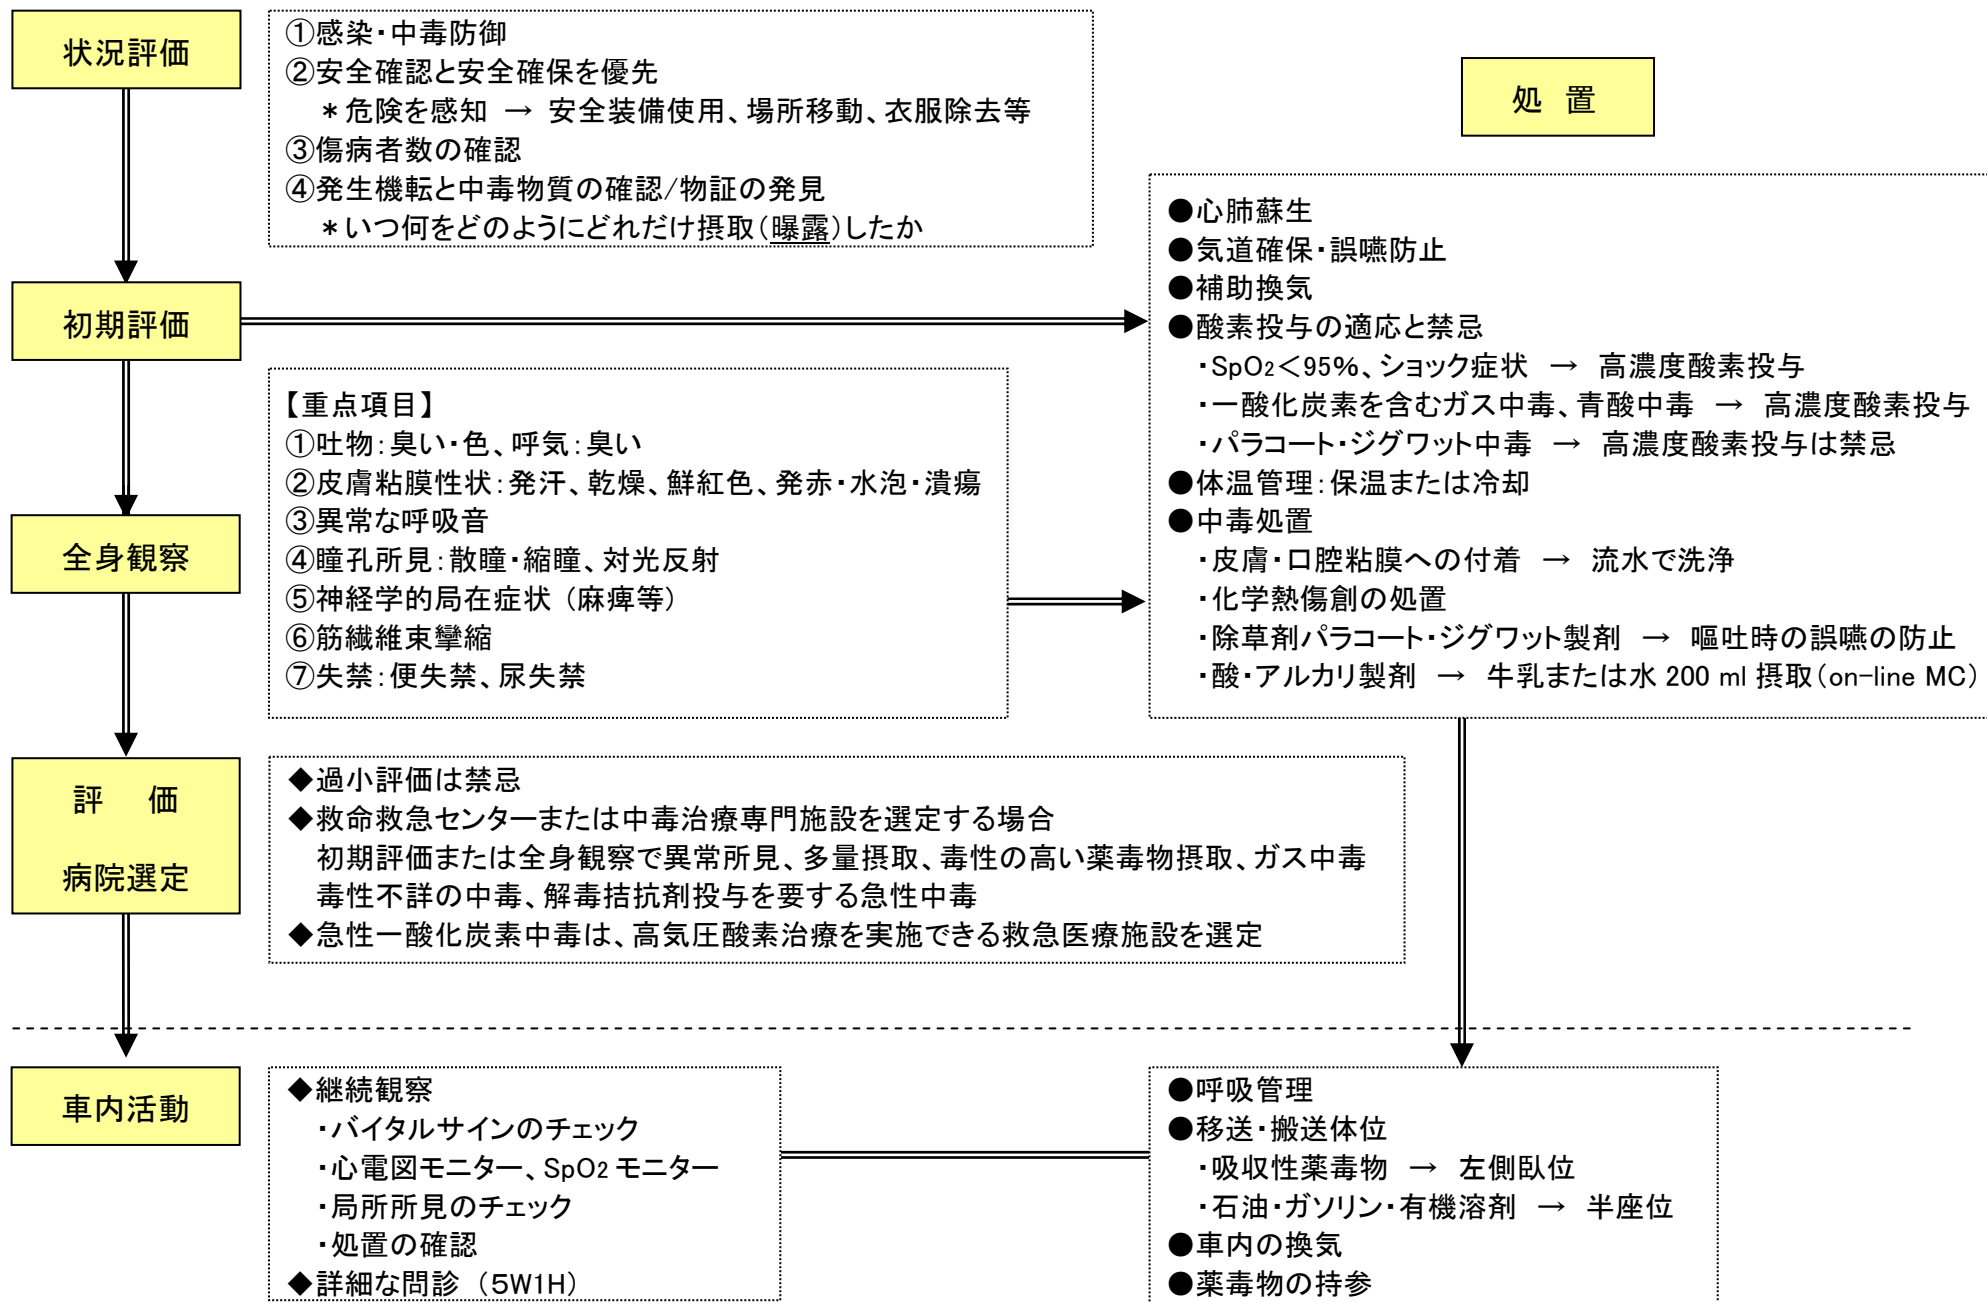 状況評価
①感染・中毒防御
②安全確認と安全確保を優先
＊危険を感知 → 安全装備使用、場所移動、衣服除去等
③傷病者数の確認
④発生機転と中毒物質の確認/物証の発見
＊いつ何をどのようにどれだけ摂取（曝露）したか
処 置
初期評価
●心肺蘇生
●気道確保・誤嚥防止
●補助換気
●酸素投与の適応と禁忌
・SpO₂＜95％、ショック症状 → 高濃度酸素投与
・一酸化炭素を含むガス中毒、青酸中毒 → 高濃度酸素投与
・パラコート・ジグワット中毒 → 高濃度酸素投与は禁忌
●体温管理：保温または冷却
●中毒処置
・皮膚・口腔粘膜への付着 → 流水で洗浄
・化学熱傷創の処置
・除草剤パラコート・ジグワット製剤 → 嘔吐時の誤嚥の防止
・酸・アルカリ製剤 → 牛乳または水 200 ml 摂取（on-line MC）
【重点項目】
①吐物：臭い・色、呼気：臭い
②皮膚粘膜性状：発汗、乾燥、鮮紅色、発赤・水泡・潰瘍
③異常な呼吸音
④瞳孔所見：散瞳・縮瞳、対光反射
⑤神経学的局在症状（麻痺等）
⑥筋繊維束攣縮
⑦失禁：便失禁、尿失禁
全身観察
評 価
病院選定
◆過小評価は禁忌
◆救命救急センターまたは中毒治療専門施設を選定する場合
初期評価または全身観察で異常所見、多量摂取、毒性の高い薬毒物摂取、ガス中毒
毒性不詳の中毒、解毒拮抗剤投与を要する急性中毒
◆急性一酸化炭素中毒は、高気圧酸素治療を実施できる救急医療施設を選定
車内活動
◆継続観察
・バイタルサインのチェック
・心電図モニター、SpO₂ モニター
・局所所見のチェック
・処置の確認
◆詳細な問診（5W1H）
●呼吸管理
●移送・搬送体位
・吸収性薬毒物 → 左側臥位
・石油・ガソリン・有機溶剤 → 半座位
●車内の換気
●薬毒物の持参